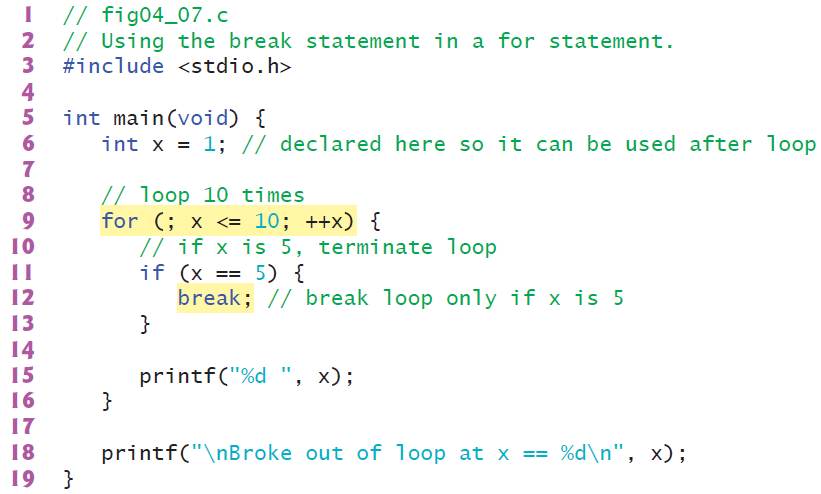 1 // fig04_07.c
2 // Using the break statement in a for statement.
3 #include <stdio.h>
4
5 int main(void) {
6    int x = 1; // declared here so it can be used after loop
7
8    // loop 10 times
9    for (; x <= 10; ++x) {
10       // if x is 5, terminate loop
11       if (x == 5) {
12          break; // break loop only if x is 5
13       }
14
15       printf("%d ", x);
16    }
17
18    printf("\nBroke out of loop at x == %d\n", x);
19 }